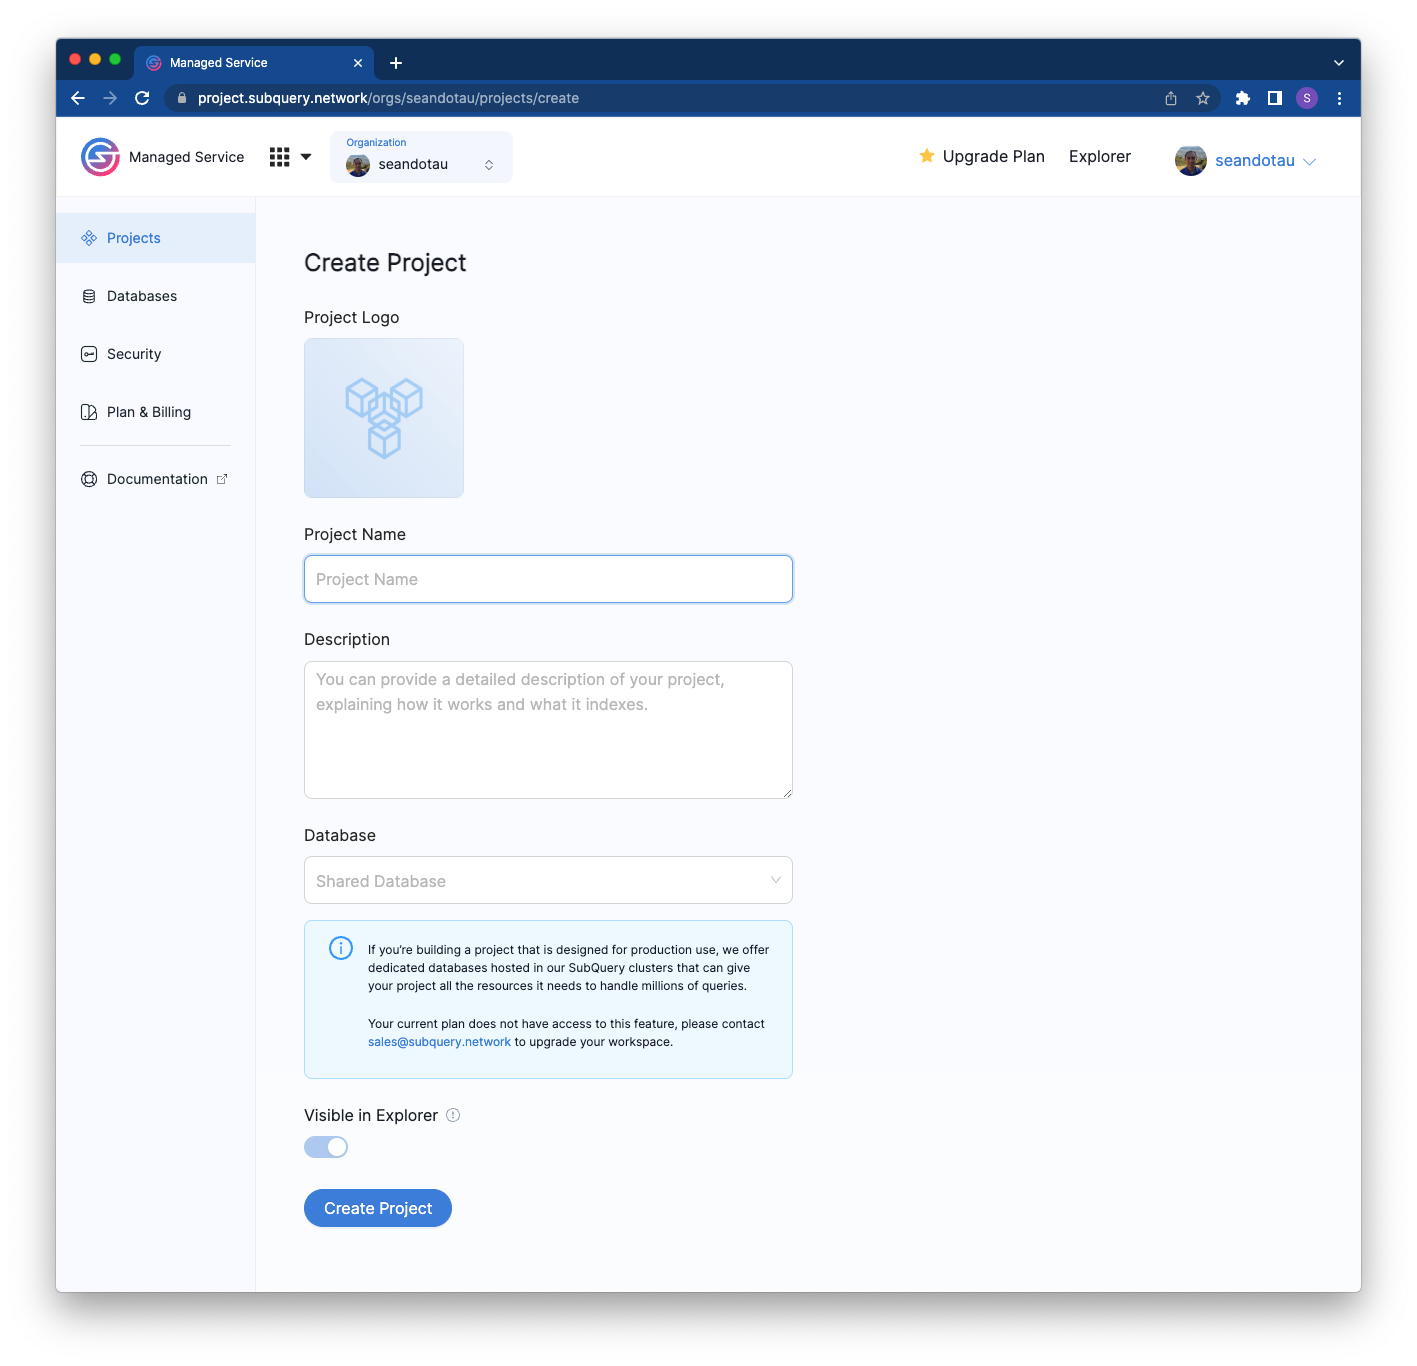 Managed Service
project.subquery.network/orgs/seandotau/projects/create
S
Managed Service
Organization
seandotau
Upgrade Plan
Explorer
seandotau
Projects
Databases
Security
Plan & Billing
Documentation
Create Project
Project Logo
Project Name
Project Name
Description
You can provide a detailed description of your project,
explaining how it works and what it indexes.
Database
Shared Database
If you're building a project that is designed for production use, we offer
dedicated databases hosted in our SubQuery clusters that can give
your project all the resources it needs to handle millions of queries.
Your current plan does not have access to this feature, please contact
sales@subquery.network to upgrade your workspace.
Visible in Explorer
Create Project